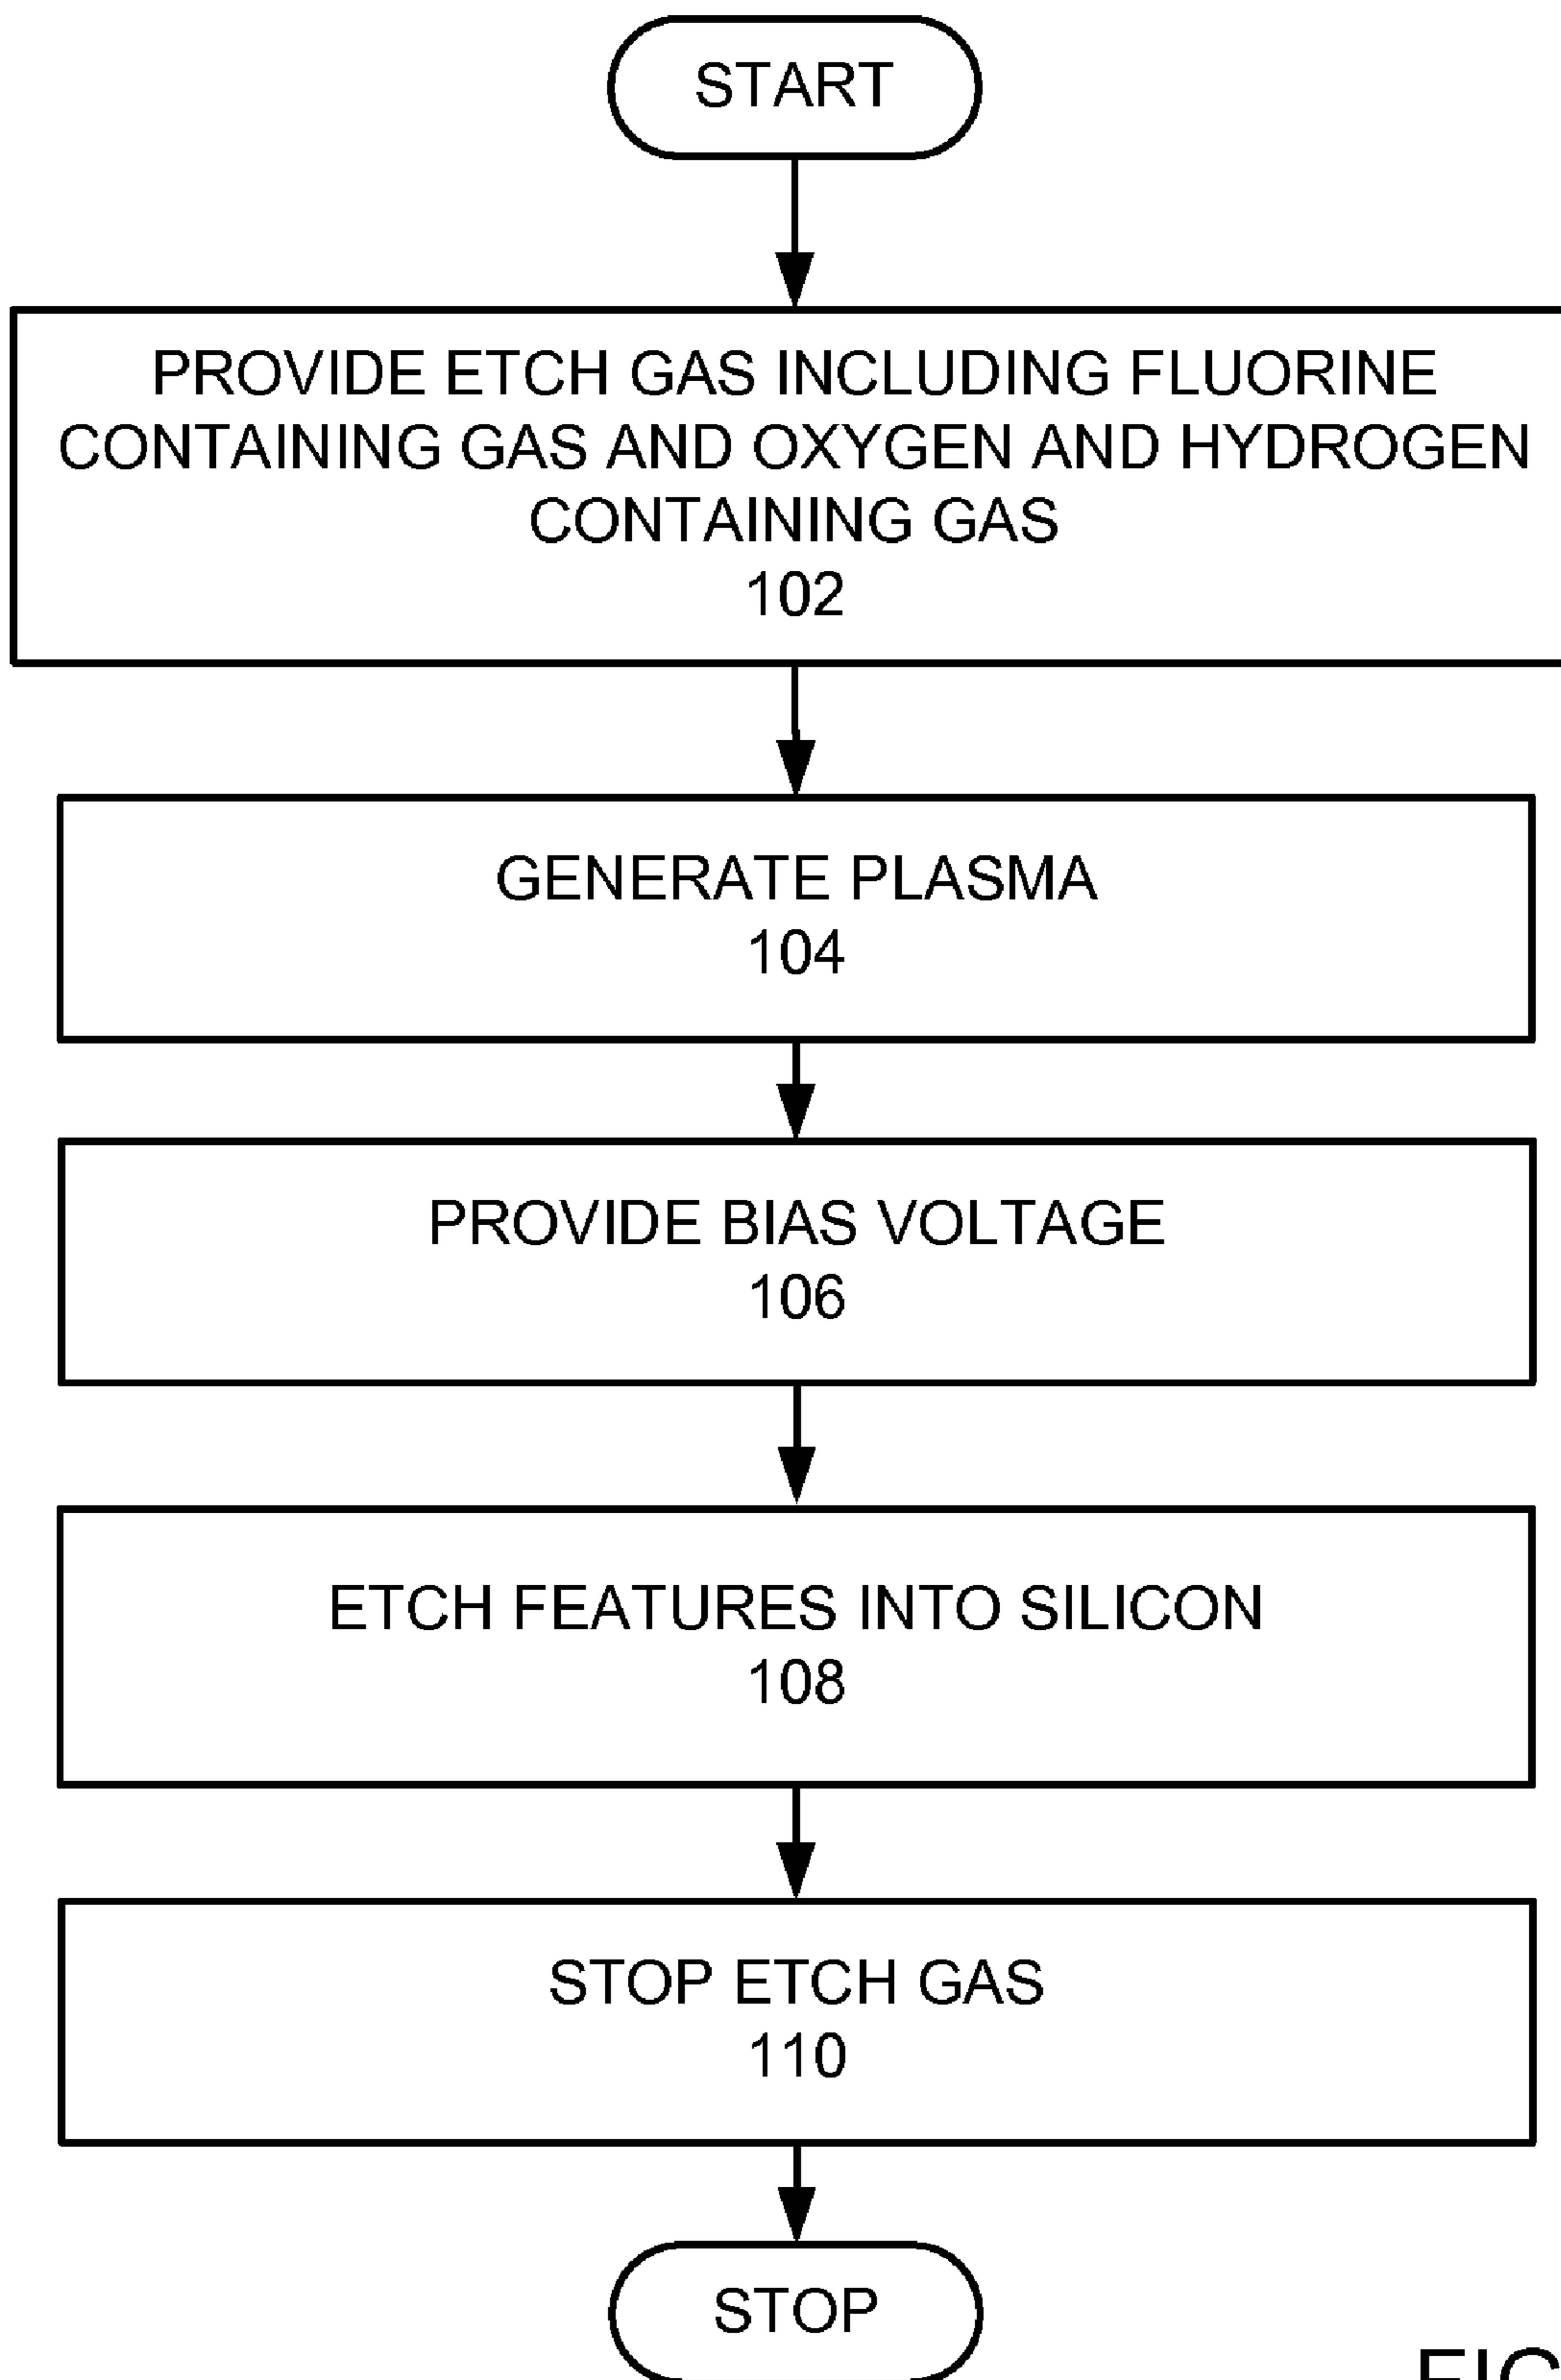 START
PROVIDE ETCH GAS INCLUDING FLUORINE
CONTAINING GAS AND OXYGEN AND HYDROGEN
CONTAINING GAS
102
GENERATE PLASMA
104
PROVIDE BIAS VOLTAGE
106
ETCH FEATURES INTO SILICON
108
STOP ETCH GAS
110
STOP